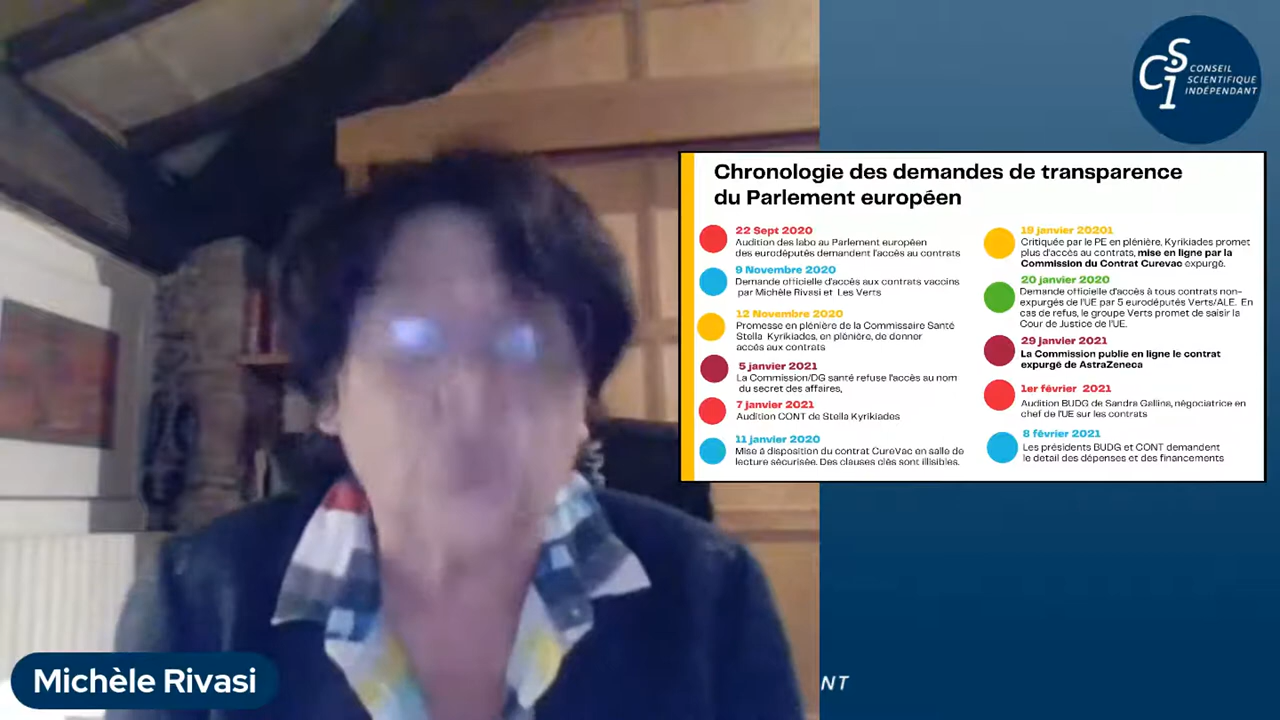 CSI
CONSEIL
SCIENTIFIQUE
INDÉPENDANT
Chronologie des demandes de transparence
du Parlement européen
22 Sept 2020
Audition des labo au Parlement européen
des eurodéputés demandent l'accès au contrats
9 Novembre 2020
Demande officielle d'accès aux contrats vaccins
par Michèle Rivasi et Les Verts
12 Novembre 2020
Promesse en plénière de la Commissaire Santé
Stella Kyrikiades, en plénière, de donner
accès aux contrats
5 janvier 2021
La Commission/DG santé refuse l'accès au nom
du secret des affaires,
7 janvier 2021
Audition CONT de Stella Kyrikiades
11 janvier 2020
Mise à disposition du contrat CureVac en salle de
lecture sécurisée. Des clauses clés sont illisibles.
19 janvier 20201
Critiquée par le PE en plénière, Kyrikiades promet
plus d'accès au contrats, mise en ligne par la
Commission du Contrat Curevac expurgé.
20 janvier 2020
Demande officielle d'accès à tous contrats non-
expurgés de l'UE par 5 eurodéputés Verts/ALE. En
cas de refus, le groupe Verts promet de saisir la
Cour de Justice de l'UE.
29 janvier 2021
La Commission publie en ligne le contrat
expurgé de AstraZeneca
1er février 2021
Audition BUDG de Sandra Gallina, négociatrice en
chef de l'UE sur les contrats
8 février 2021
Les présidents BUDG et CONT demandent
le detail des dépenses et des financements
Michèle Rivasi
NT